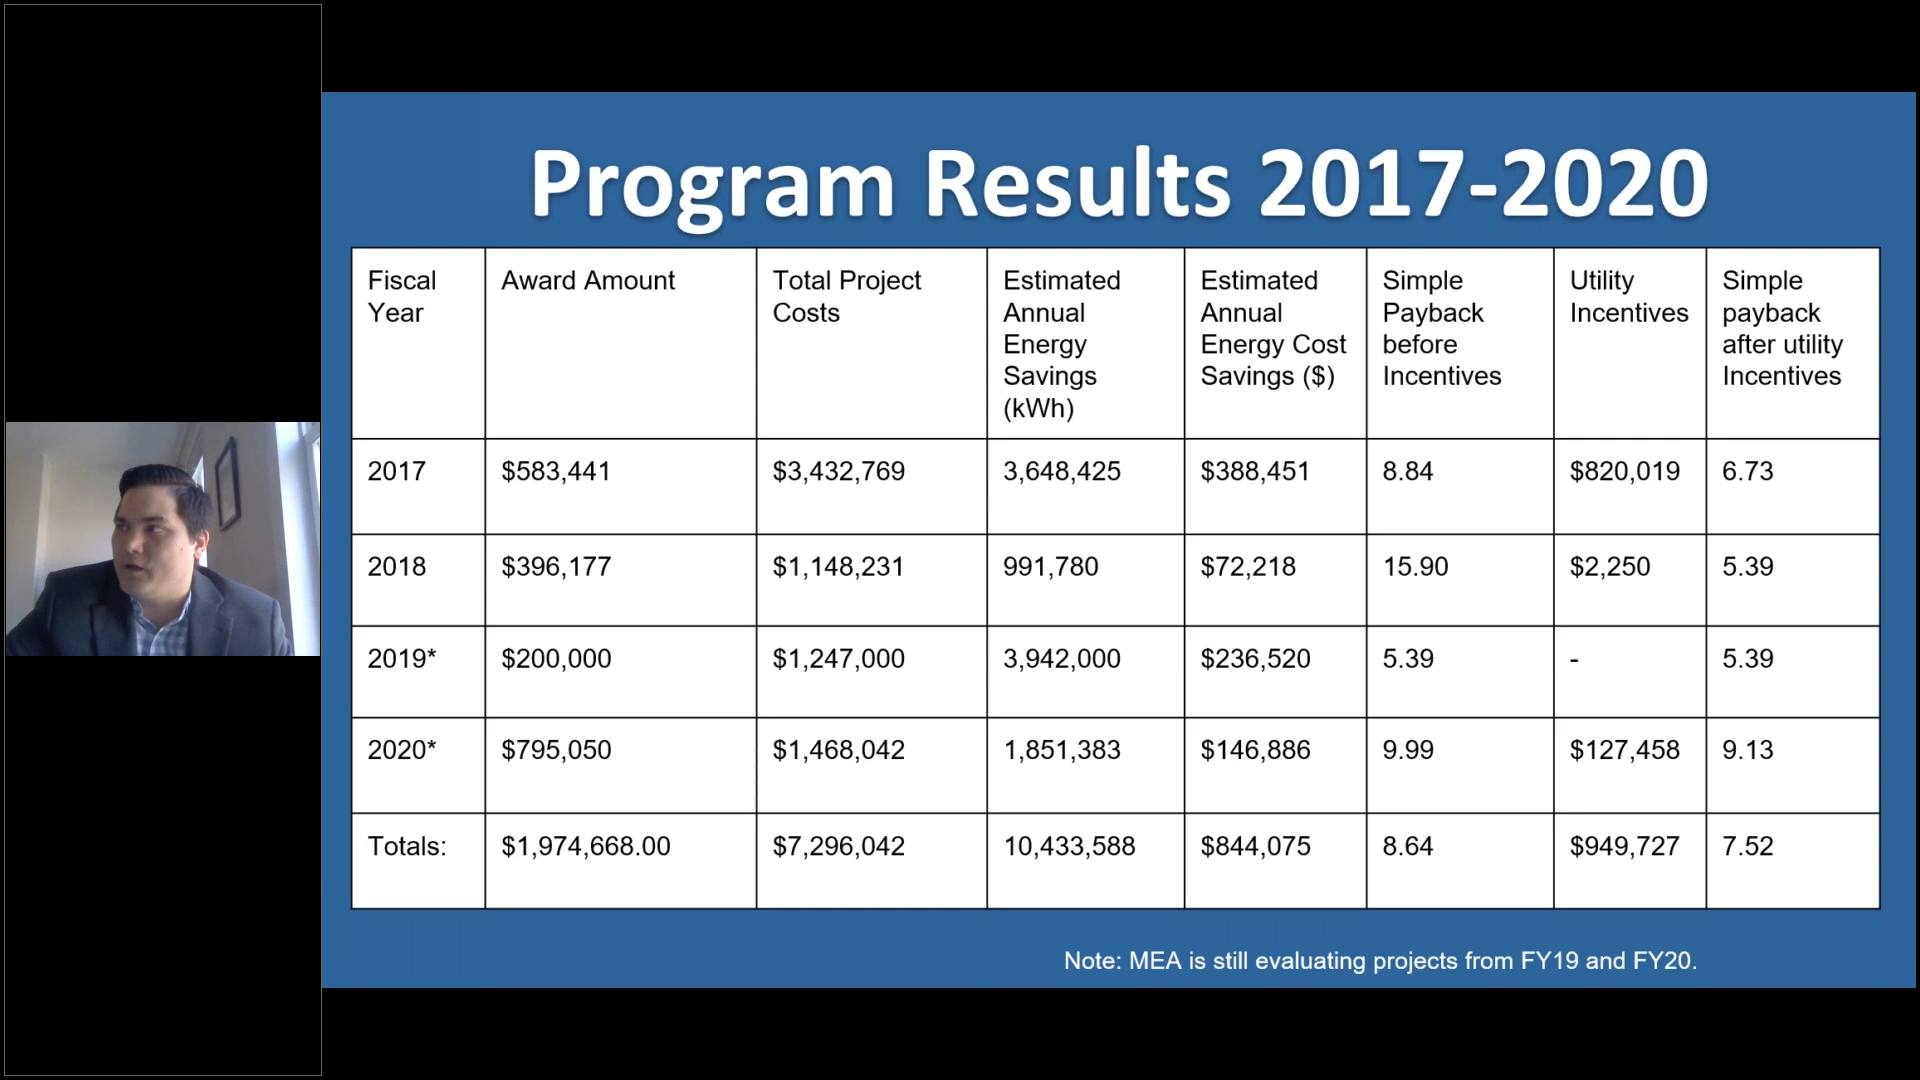 Program Results 2017-2020
Fiscal Year | Award Amount | Total Project Costs | Estimated Annual Energy Savings (kWh) | Estimated Annual Energy Cost Savings ($) | Simple Payback before Incentives | Utility Incentives | Simple payback after utility Incentives
2017 | $583,441 | $3,432,769 | 3,648,425 | $388,451 | 8.84 | $820,019 | 6.73
2018 | $396,177 | $1,148,231 | 991,780 | $72,218 | 15.90 | $2,250 | 5.39
2019* | $200,000 | $1,247,000 | 3,942,000 | $236,520 | 5.39 | - | 5.39
2020* | $795,050 | $1,468,042 | 1,851,383 | $146,886 | 9.99 | $127,458 | 9.13
Totals: | $1,974,668.00 | $7,296,042 | 10,433,588 | $844,075 | 8.64 | $949,727 | 7.52
Note: MEA is still evaluating projects from FY19 and FY20.